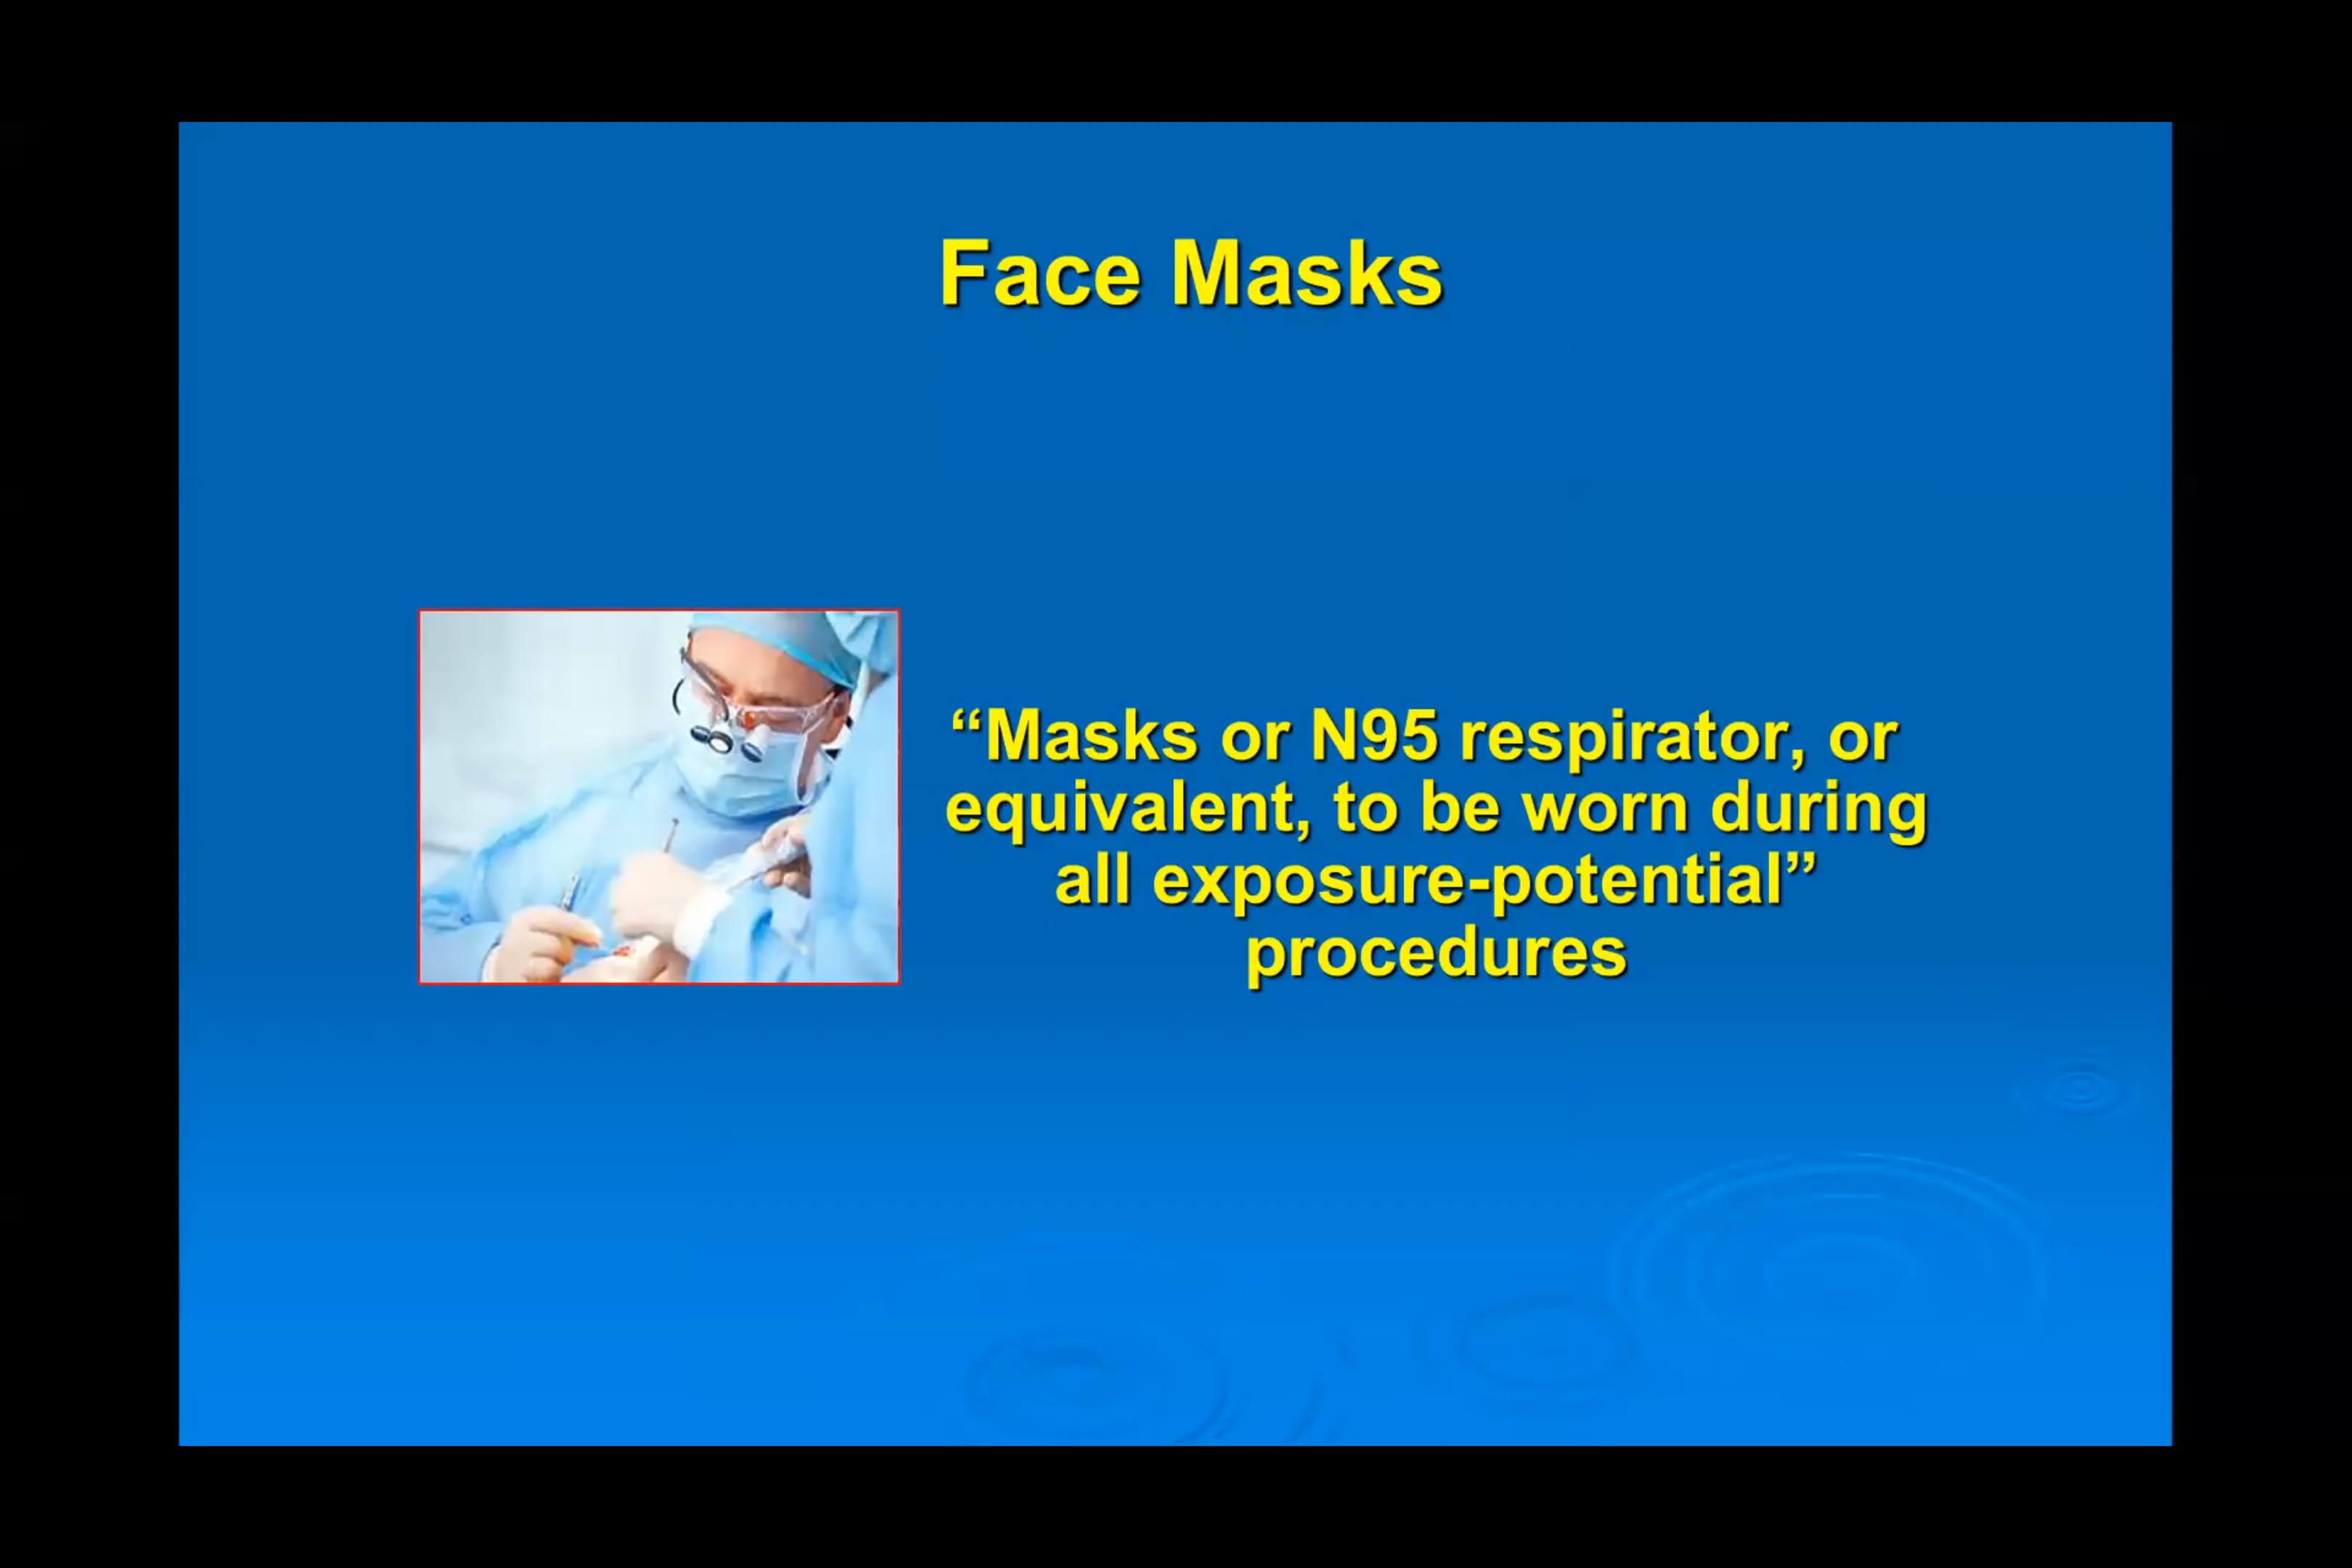 Face Masks
“Masks or N95 respirator, or
equivalent, to be worn during
all exposure-potential”
procedures